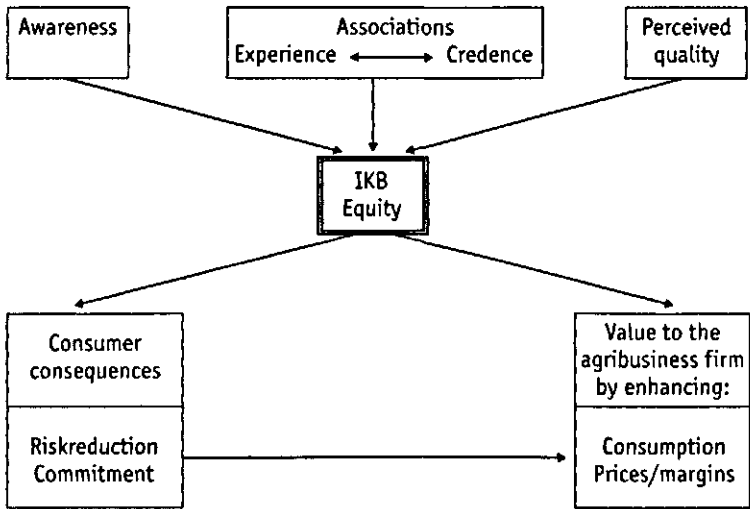 Awareness
Associations
Experience Credence
Perceived
quality
IKB
Equity
Consumer
consequences
Riskreduction
Commitment
Value to the
agribusiness firm
by enhancing:
Consumption
Prices/margins